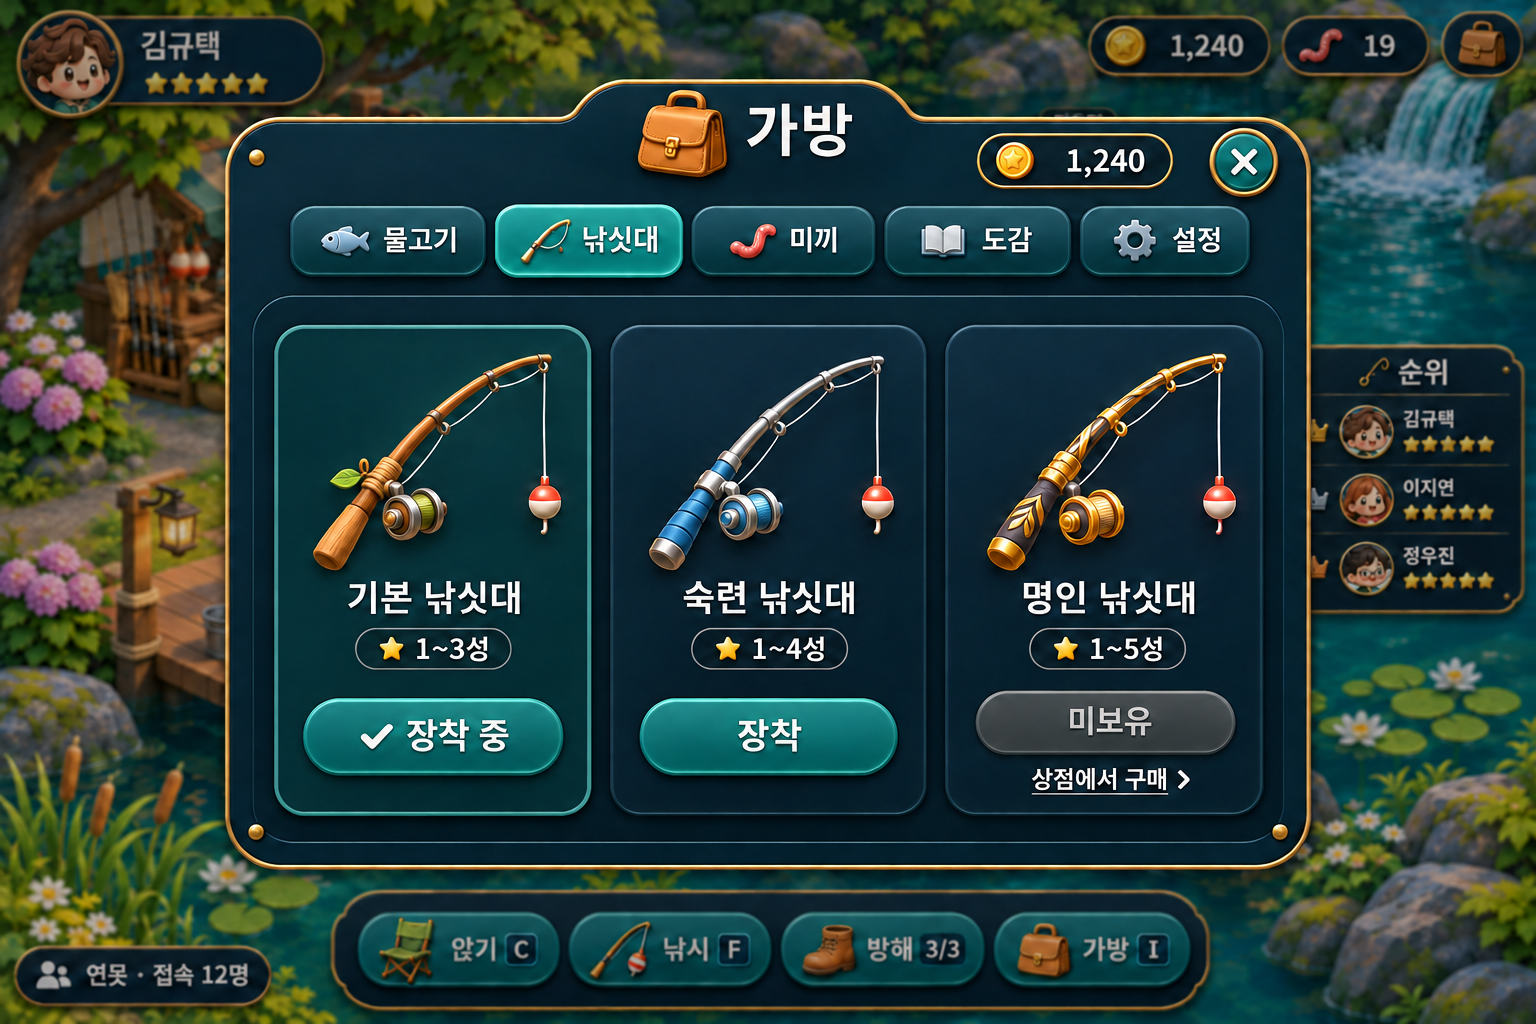 김규택
1,240
19
가방
1,240
물고기
낚싯대
미끼
도감
설정
기본 낚싯대
1~3성
장착 중
숙련 낚싯대
1~4성
장착
명인 낚싯대
1~5성
미보유
상점에서 구매
순위
김규택
이지연
정우진
앉기 C
낚시 F
방해 3/3
가방 I
연못 · 접속 12명